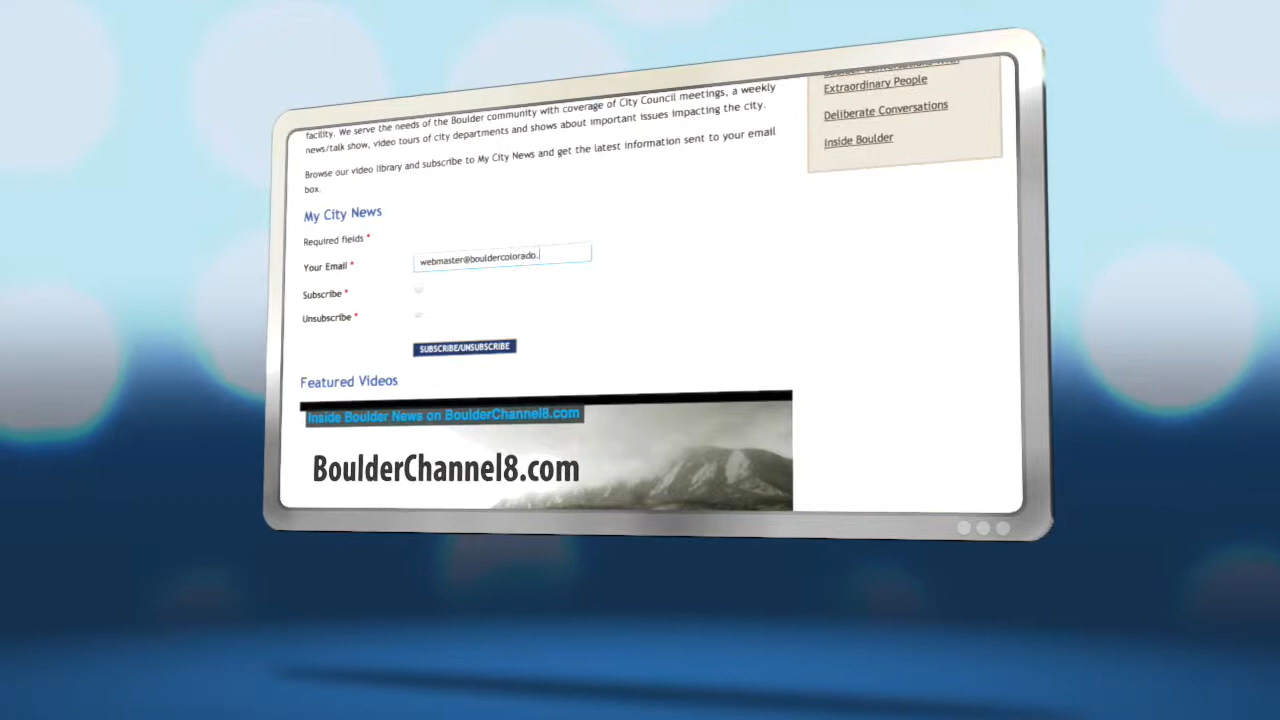 facility. We serve the needs of the Boulder community with coverage of City Council meetings, a weekly
news/talk show, video tours of city departments and shows about important issues impacting the city.
Browse our video library and subscribe to My City News and get the latest information sent to your email
box.
My City News
Required fields *
Your Email *
webmaster@bouldercolorado.
Subscribe *
Unsubscribe *
SUBSCRIBE/UNSUBSCRIBE
Featured Videos
Inside Boulder News on BoulderChannel8.com
BoulderChannel8.com
Extraordinary People
Deliberate Conversations
Inside Boulder